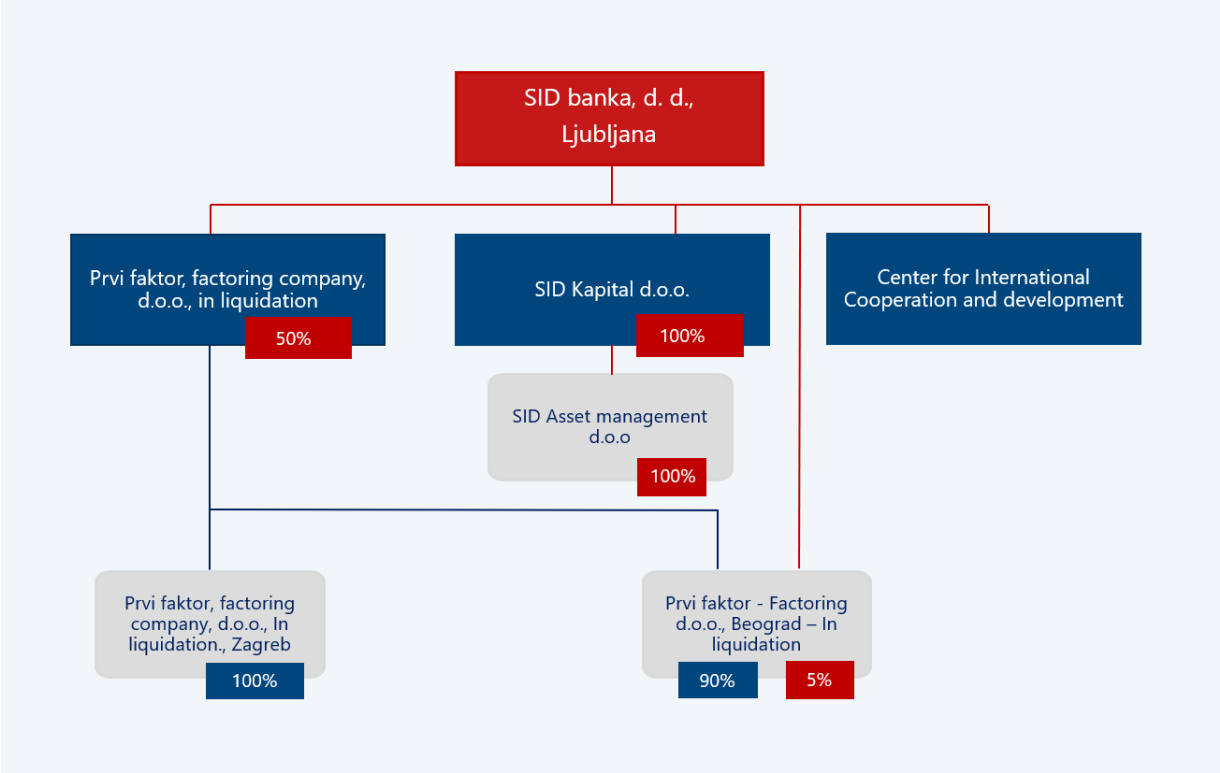 SID banka, d. d.,
Ljubljana
Prvi faktor, factoring company,
d.o.o., in liquidation
50%
SID Kapital d.o.o.
100%
Center for International
Cooperation and development
SID Asset management
d.o.o
100%
Prvi faktor, factoring
company, d.o.o., In
liquidation., Zagreb
100%
Prvi faktor - Factoring
d.o.o., Beograd – In
liquidation
90%
5%